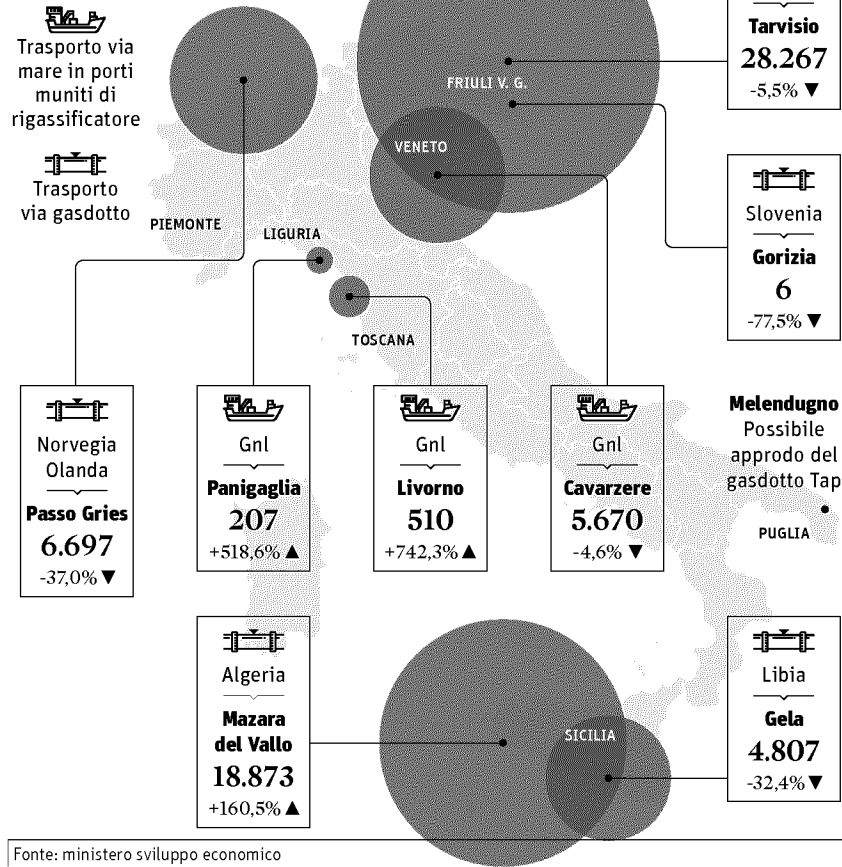 Trasporto via
mare in porti
muniti di
rigassificatore
Trasporto
via gasdotto
Tarvisio
28.267
-5,5% ▼
FRIULI V. G.
VENETO
PIEMONTE
LIGURIA
TOSCANA
Slovenia
Gorizia
6
-77,5% ▼
Norvegia
Olanda
Passo Gries
6.697
-37,0% ▼
Gnl
Panigaglia
207
+518,6% ▲
Gnl
Livorno
510
+742,3% ▲
Gnl
Cavarzere
5.670
-4,6% ▼
Melendugno
Possibile
approdo del
gasdotto Tap
PUGLIA
Algeria
Mazara
del Vallo
18.873
+160,5% ▲
SICILIA
Libia
Gela
4.807
-32,4% ▼
Fonte: ministero sviluppo economico